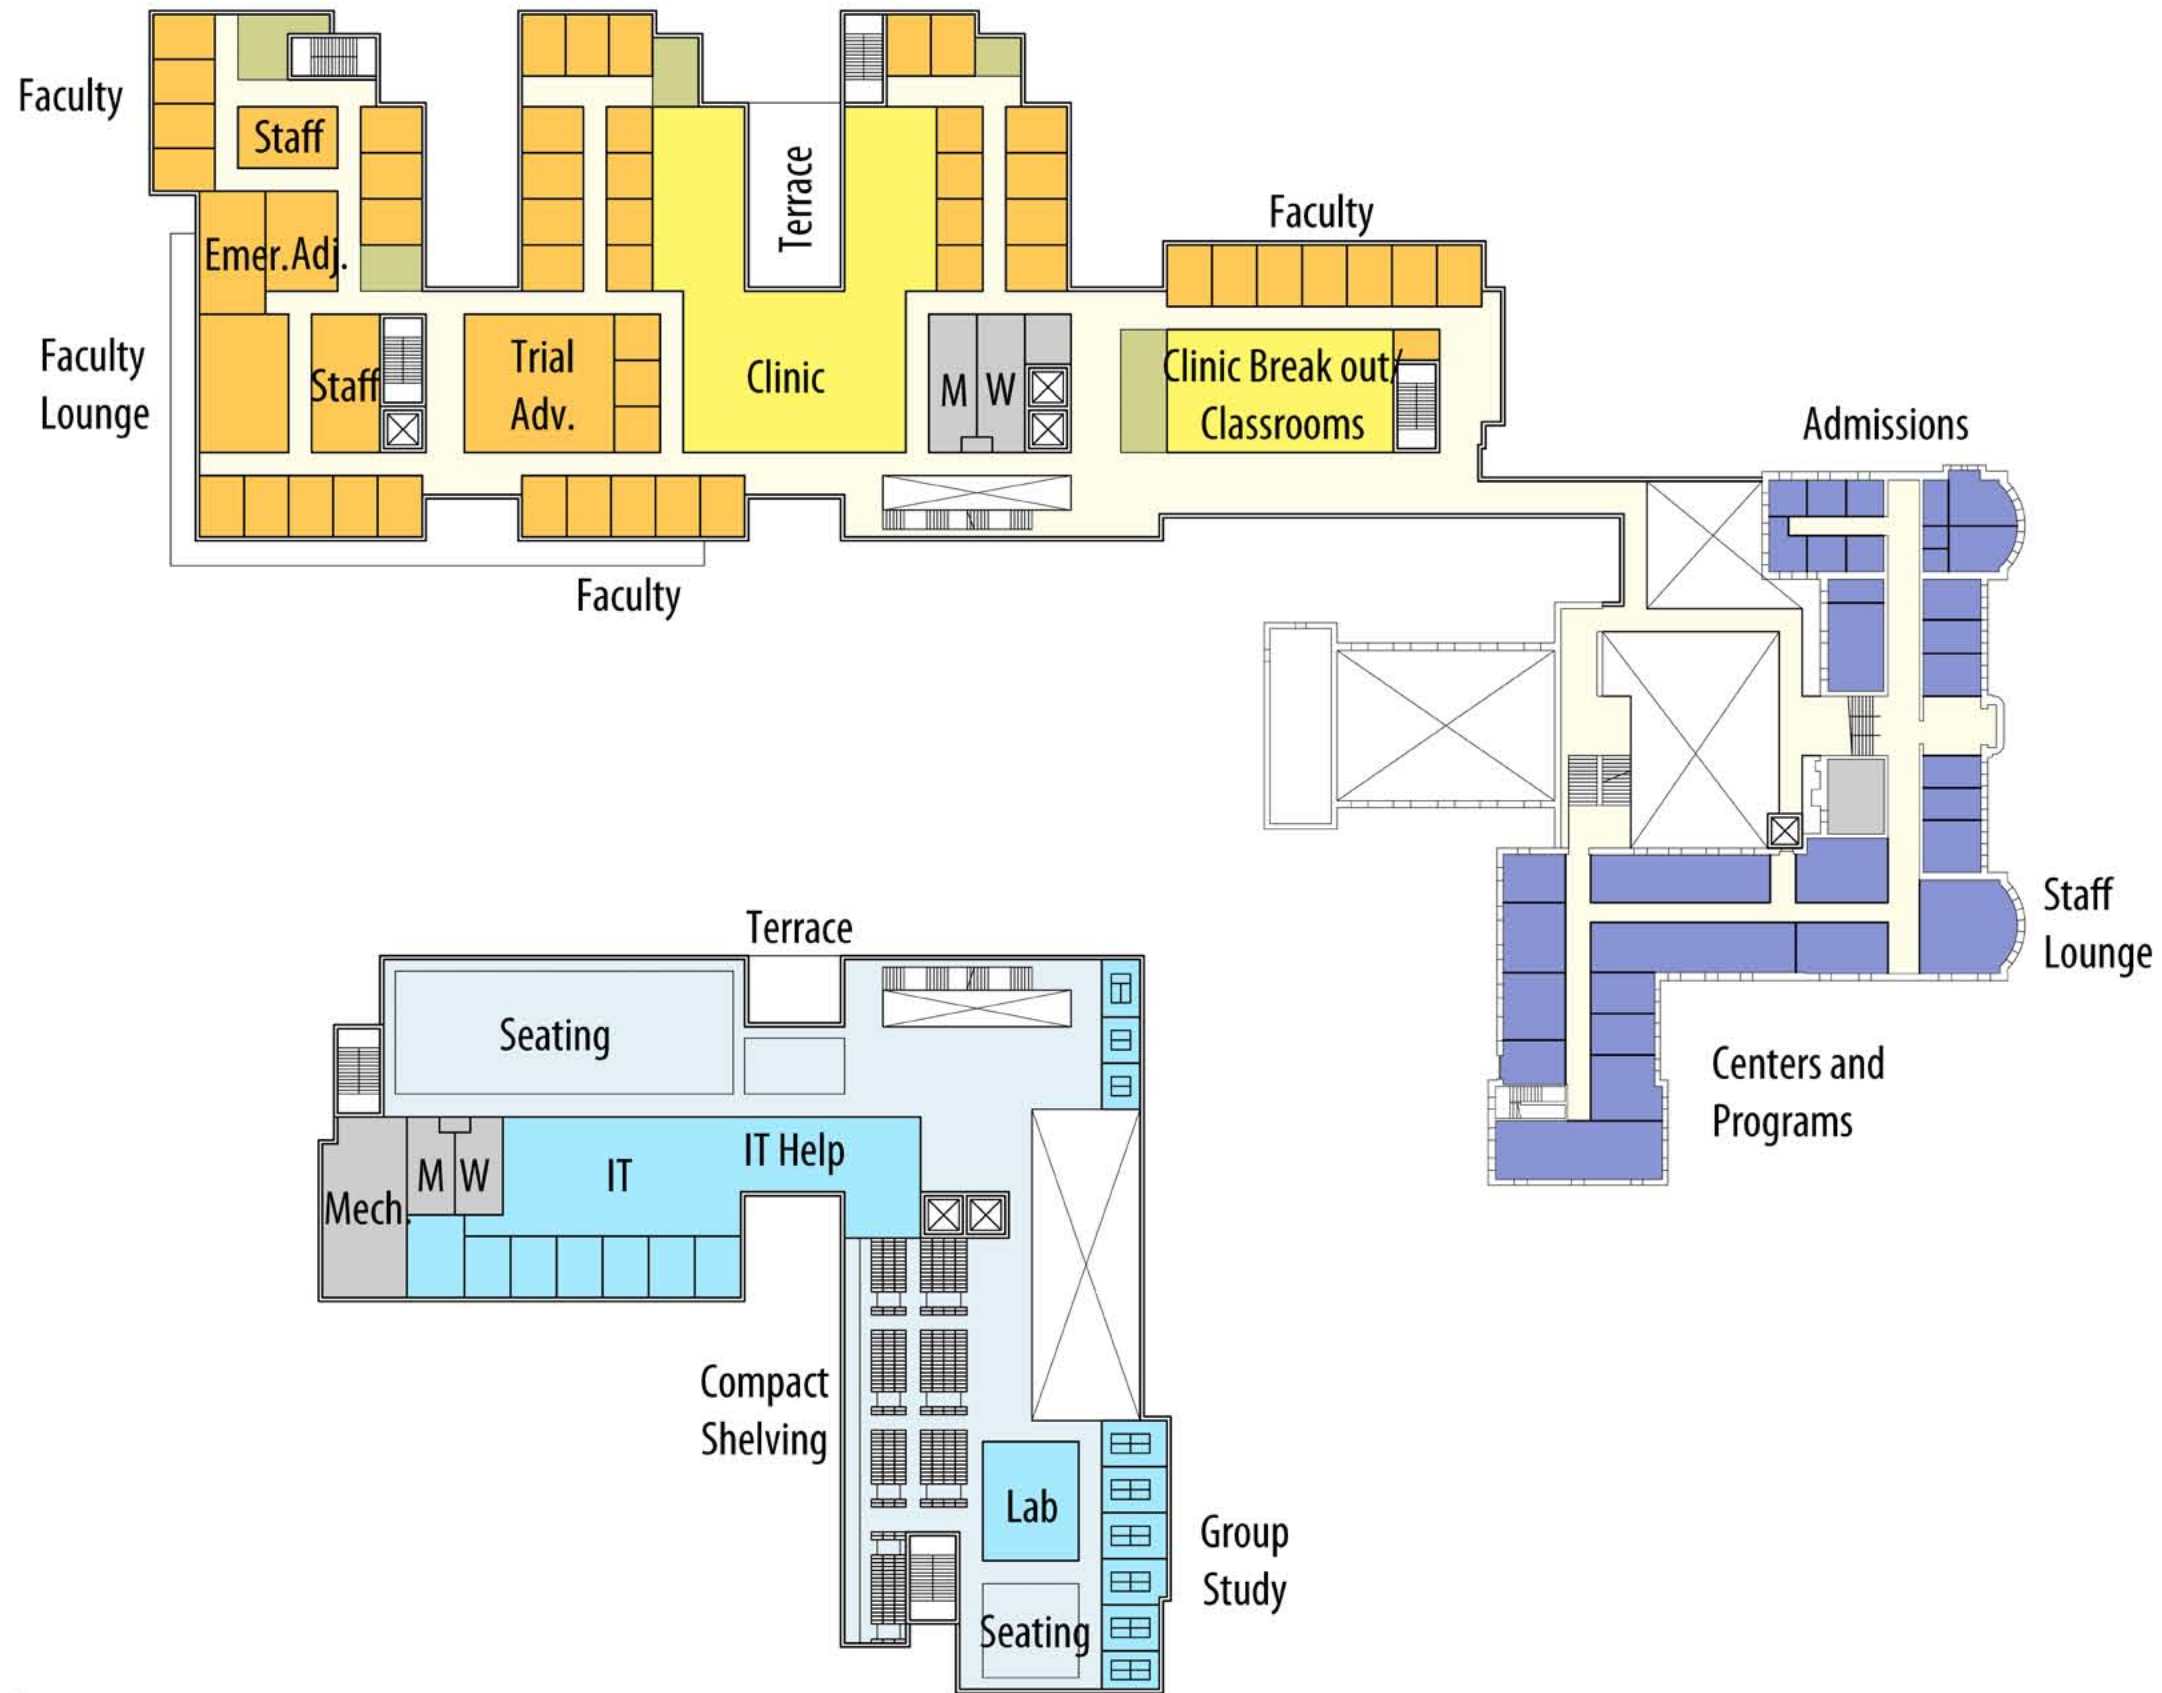 Faculty
Staff
Terrace
Faculty
Emer.
Adj.
Faculty
Lounge
Staff
Trial
Adv.
Clinic
M
W
Clinic Break out/
Classrooms
Admissions
Faculty
Staff
Lounge
Centers and
Programs
Terrace
Seating
IT Help
IT
M
W
Mech.
Compact
Shelving
Lab
Group
Study
Seating